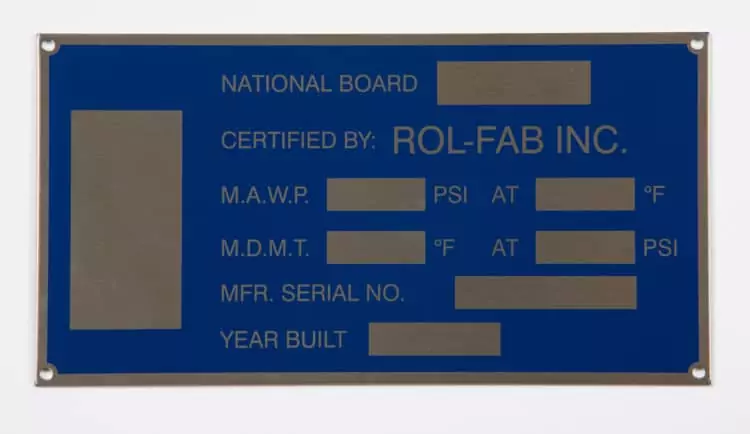 NATIONAL BOARD
CERTIFIED BY: ROL-FAB INC.
M.A.W.P. PSI AT °F
M.D.M.T. °F AT PSI
MFR. SERIAL NO.
YEAR BUILT